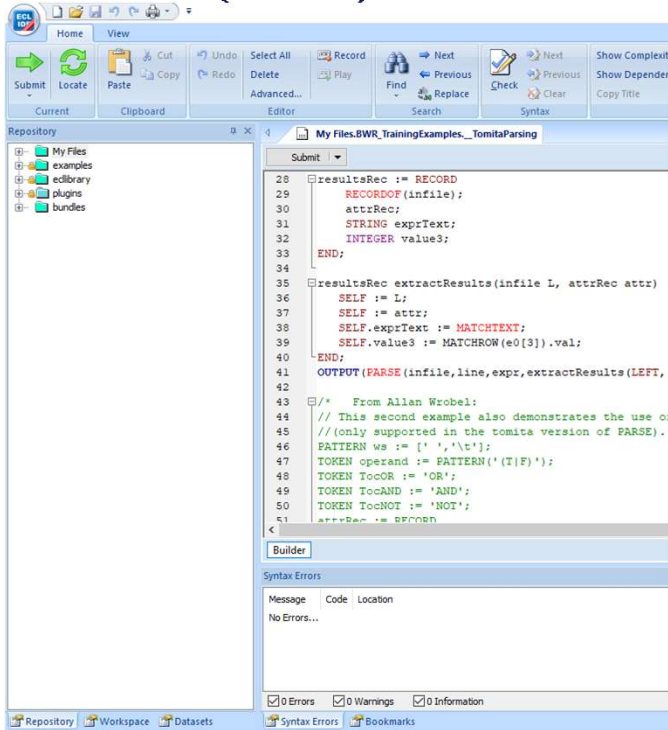 ECL
IDE
Home View
Submit Locate
Current
Paste
Cut
Copy
Clipboard
Undo
Redo
Select All
Delete
Advanced...
Record
Play
Editor
Find
Next
Previous
Replace
Search
Check
Next
Previous
Clear
Syntax
Show Complexit
Show Depender
Copy Title
Repository
My Files
examples
eclibrary
plugins
bundles
My Files.BWR_TrainingExamples.__TomitaParsing
Submit
28 resultsRec := RECORD
29 RECORDOF(infile);
30 attrRec;
31 STRING exprText;
32 INTEGER value3;
33 END;
34
35 resultsRec extractResults(infile L, attrRec attr)
36 SELF := L;
37 SELF := attr;
38 SELF.exprText := MATCHTEXT;
39 SELF.value3 := MATCHROW(e0[3]).val;
40 END;
41 OUTPUT(PARSE(infile,line,expr,extractResults(LEFT,
42
43 /* From Allan Wrobel:
44 // This second example also demonstrates the use o
45 //(only supported in the tomita version of PARSE).
46 PATTERN ws := [' ','\t'];
47 TOKEN operand := PATTERN('(T|F)');
48 TOKEN TocOR := 'OR';
49 TOKEN TocAND := 'AND';
50 TOKEN TocNOT := 'NOT';
51 attrRec := RECORD
Builder
Syntax Errors
Message Code Location
No Errors...
0 Errors 0 Warnings 0 Information
Repository Workspace Datasets
Syntax Errors Bookmarks